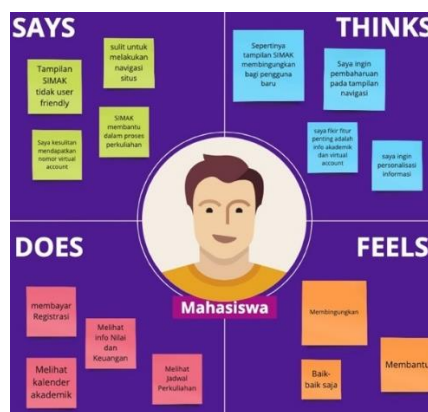 SAYS
Tampilan
SIMAK
tidak user
friendly
sulit untuk
melakukan
navigasi
situs
Saya kesulitan
mendapatkan
nomor virtual
account
SIMAK
membantu
dalam proses
perkuliahan
THINKS
Sepertinya
tampilan SIMAK
membingungkan
bagi pengguna
baru
Saya ingin
pembaharuan
pada tampilan
navigasi
saya fikir fitur
penting adalah
info akademik
dan virtual
account
saya ingin
personalisasi
informasi
Mahasiswa
DOES
membayar
Registrasi
Melihat
info Nilai
dan
Keuangan
Melihat
kalender
akademik
Melihat
Jadwal
Perkuliahan
FEELS
Membingungkan
Baik-
baik saja
Membantu